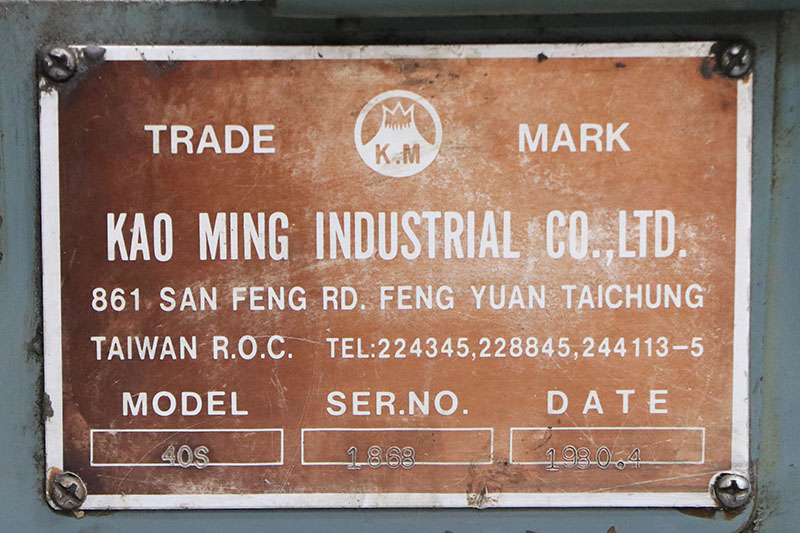 TRADE K.M MARK
KAO MING INDUSTRIAL CO.,LTD.
861 SAN FENG RD. FENG YUAN TAICHUNG
TAIWAN R.O.C. TEL:224345,228845,244113-5
MODEL SER.NO. DATE
40S 1868 1980.4